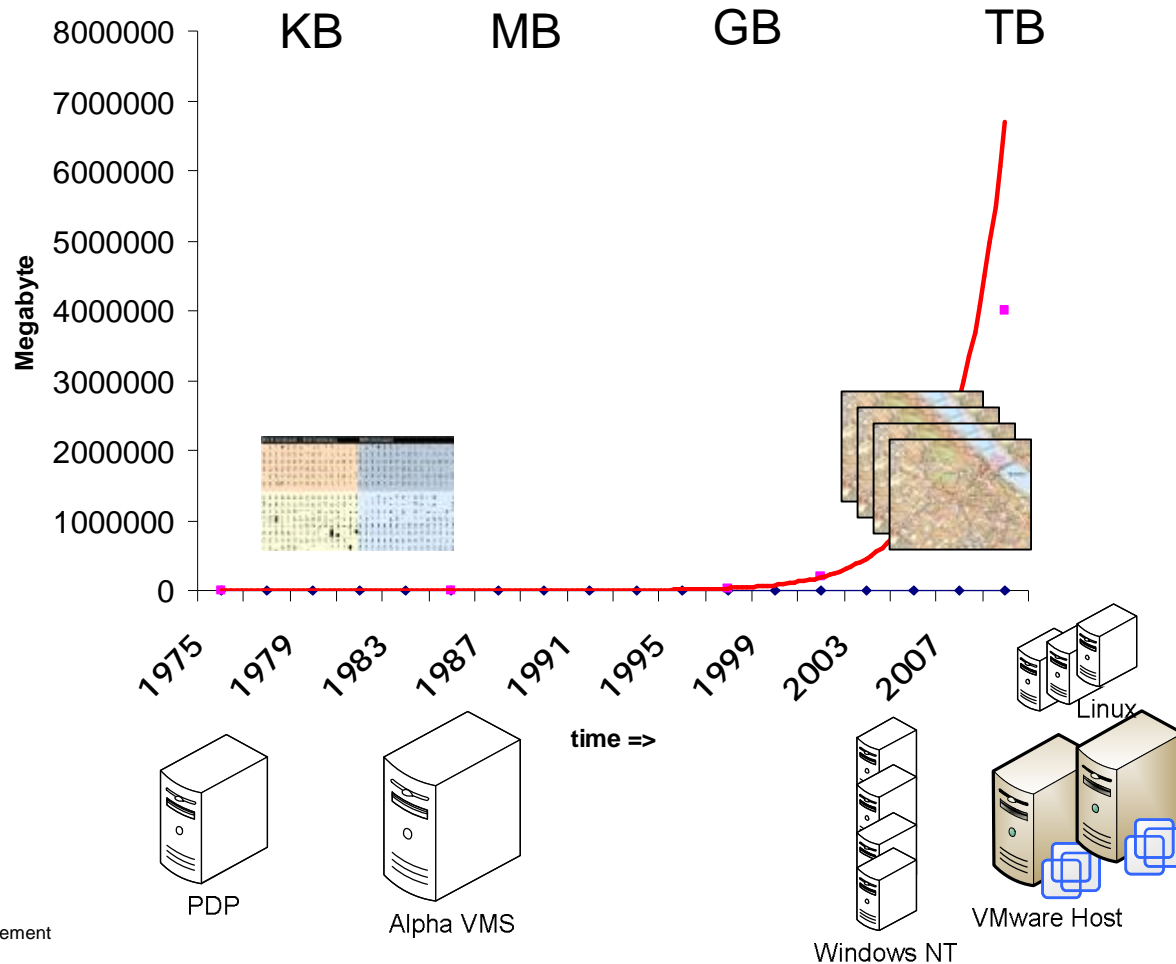 KB MB GB TB
8000000
7000000
6000000
5000000
4000000
3000000
2000000
1000000
0
Megabyte
1975 1979 1983 1987 1991 1995 1999 2003 2007
time =>
Linux
PDP
Alpha VMS
Windows NT
VMware Host
ement